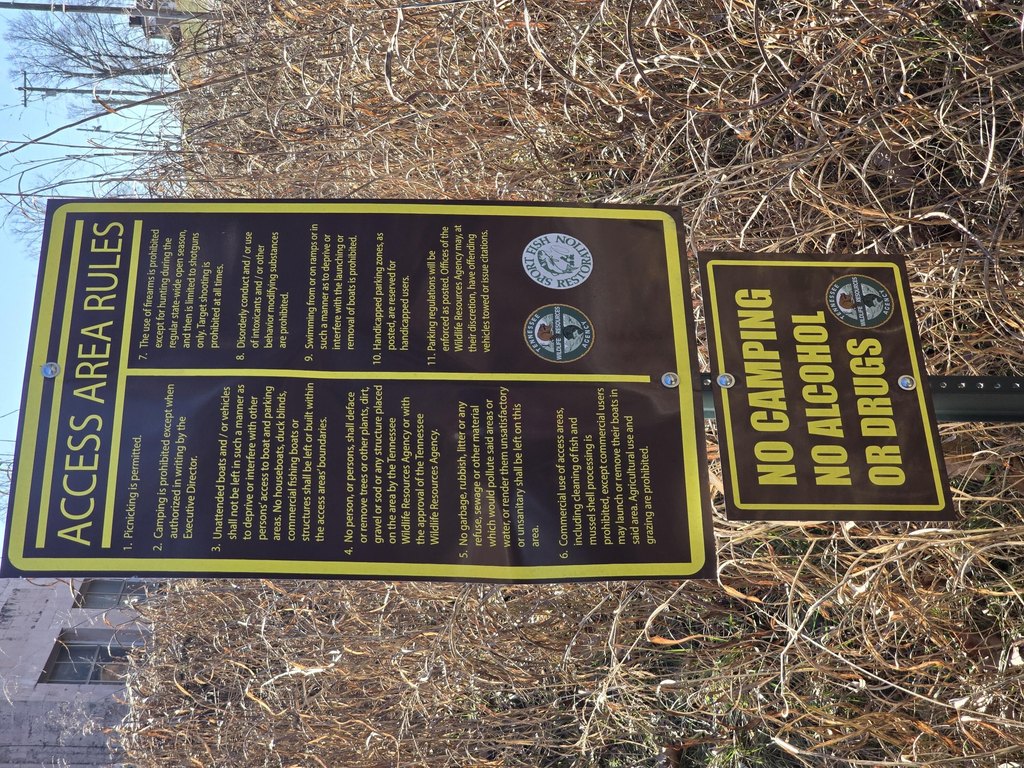 ACCESS AREA RULES
1. Picnicking is permitted.
2. Camping is prohibited except when
authorized in writing by the
Executive Director.
3. Unattended boats and / or vehicles
shall not be left in such a manner as
to deprive or interfere with other
persons' access to boat and parking
areas. No houseboats, duck blinds,
commercial fishing boats or
structures shall be left or built within
the access areas' boundaries.
4. No person, or persons, shall deface
or remove trees or other plants, dirt,
gravel or sod or any structure placed
on the area by the Tennessee
Wildlife Resources Agency or with
the approval of the Tennessee
Wildlife Resources Agency.
5. No garbage, rubbish, litter or any
refuse, sewage or other material
which would pollute said areas or
water, or render them unsatisfactory
or unsanitary shall be left on this
area.
6. Commercial use of access areas,
including cleaning of fish and
mussel shell processing is
prohibited, except commercial users
may launch or remove their boats in
said area. Agricultural use and
grazing are prohibited.
7. The use of firearms is prohibited
except for hunting during the
regular state-wide open season,
and then is limited to shotguns
only. Target shooting is
prohibited at all times.
8. Disorderly conduct and / or use
of intoxicants and / or other
behavior modifying substances
are prohibited.
9. Swimming from or on ramps or in
such a manner as to deprive or
interfere with the launching or
removal of boats is prohibited.
10. Handicapped parking zones, as
posted, are reserved for
handicapped users.
11. Parking regulations will be
enforced as posted. Officers of the
Wildlife Resources Agency may, at
their discretion, have offending
vehicles towed or issue citations.
TENNESSEE
WILDLIFE RESOURCES
AGENCY
SPORT FISH
RESTORATION
NO CAMPING
NO ALCOHOL
OR DRUGS
TENNESSEE
WILDLIFE RESOURCES
AGENCY